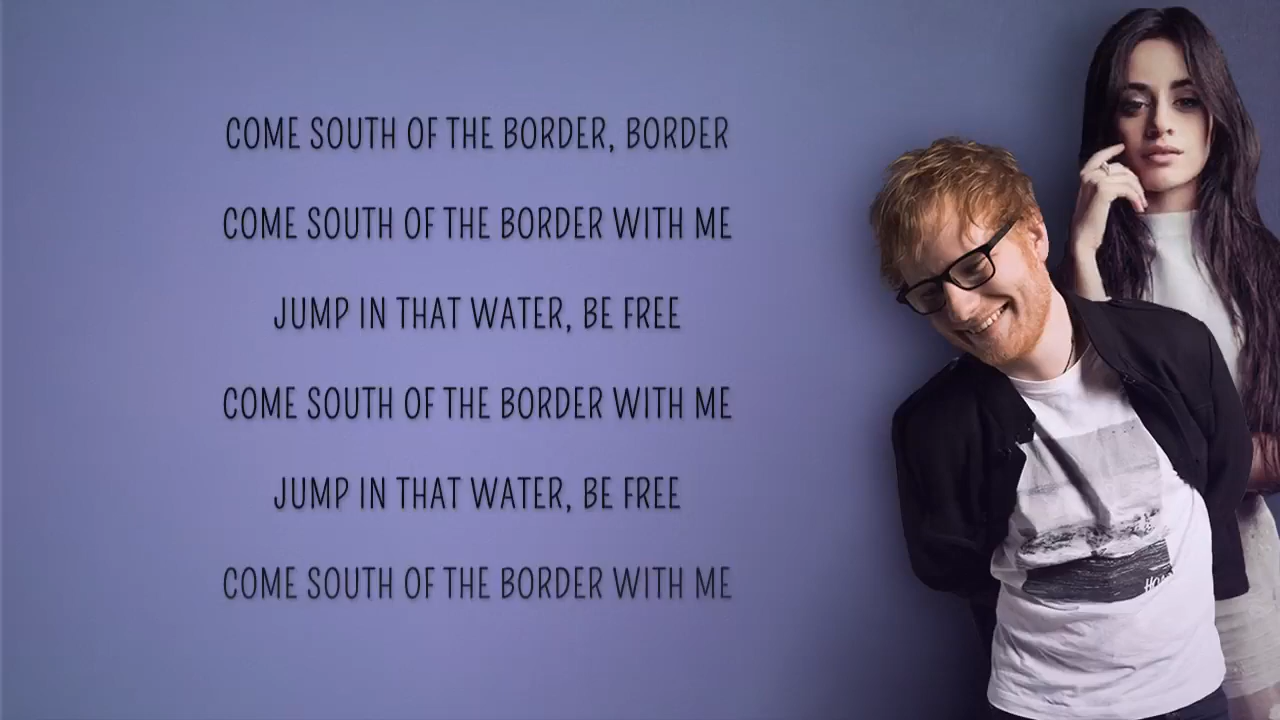 COME SOUTH OF THE BORDER, BORDER
COME SOUTH OF THE BORDER WITH ME
JUMP IN THAT WATER, BE FREE
COME SOUTH OF THE BORDER WITH ME
JUMP IN THAT WATER, BE FREE
COME SOUTH OF THE BORDER WITH ME